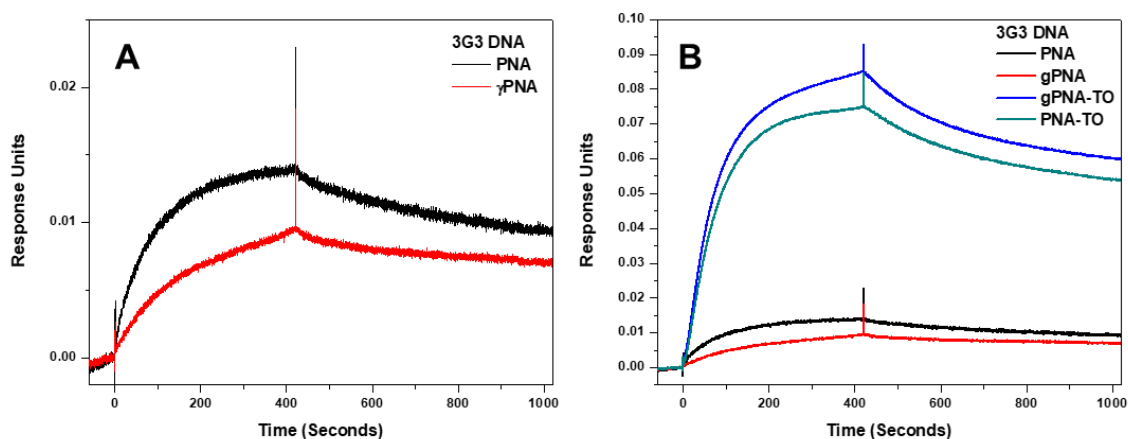 A
3G3 DNA
PNA
γPNA
0.02
0.01
0.00
Response Units
0
200
400
600
800
1000
Time (Seconds)
B
3G3 DNA
PNA
gPNA
gPNA-TO
PNA-TO
0.10
0.09
0.08
0.07
0.06
0.05
0.04
0.03
0.02
0.01
0.00
Response Units
0
200
400
600
800
1000
Time (Seconds)